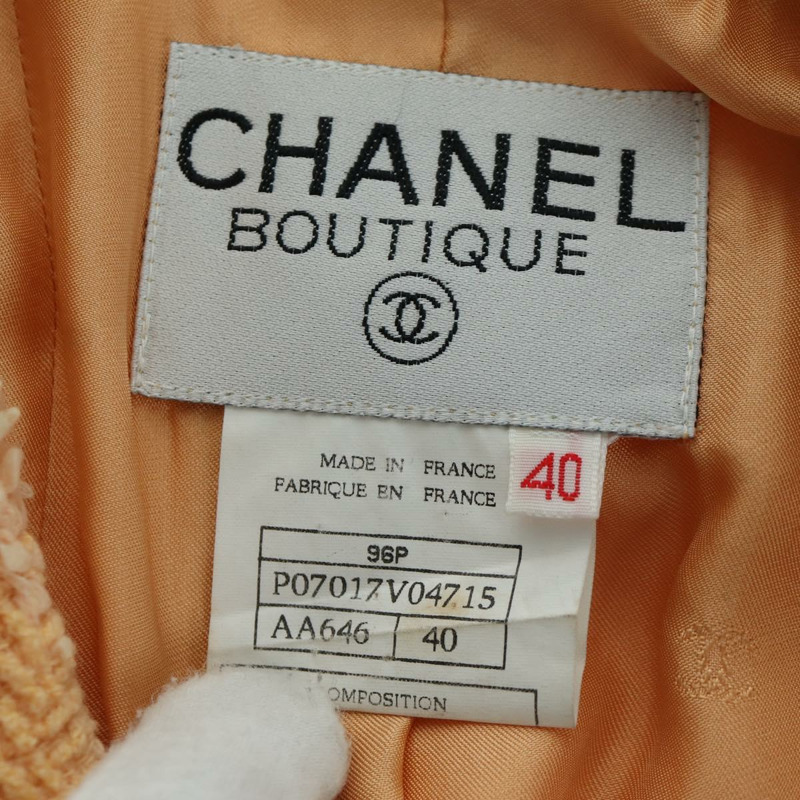 CHANEL
BOUTIQUE
MADE IN FRANCE
FABRIQUE EN FRANCE
40
96P
P07017V04715
AA646 40
COMPOSITION